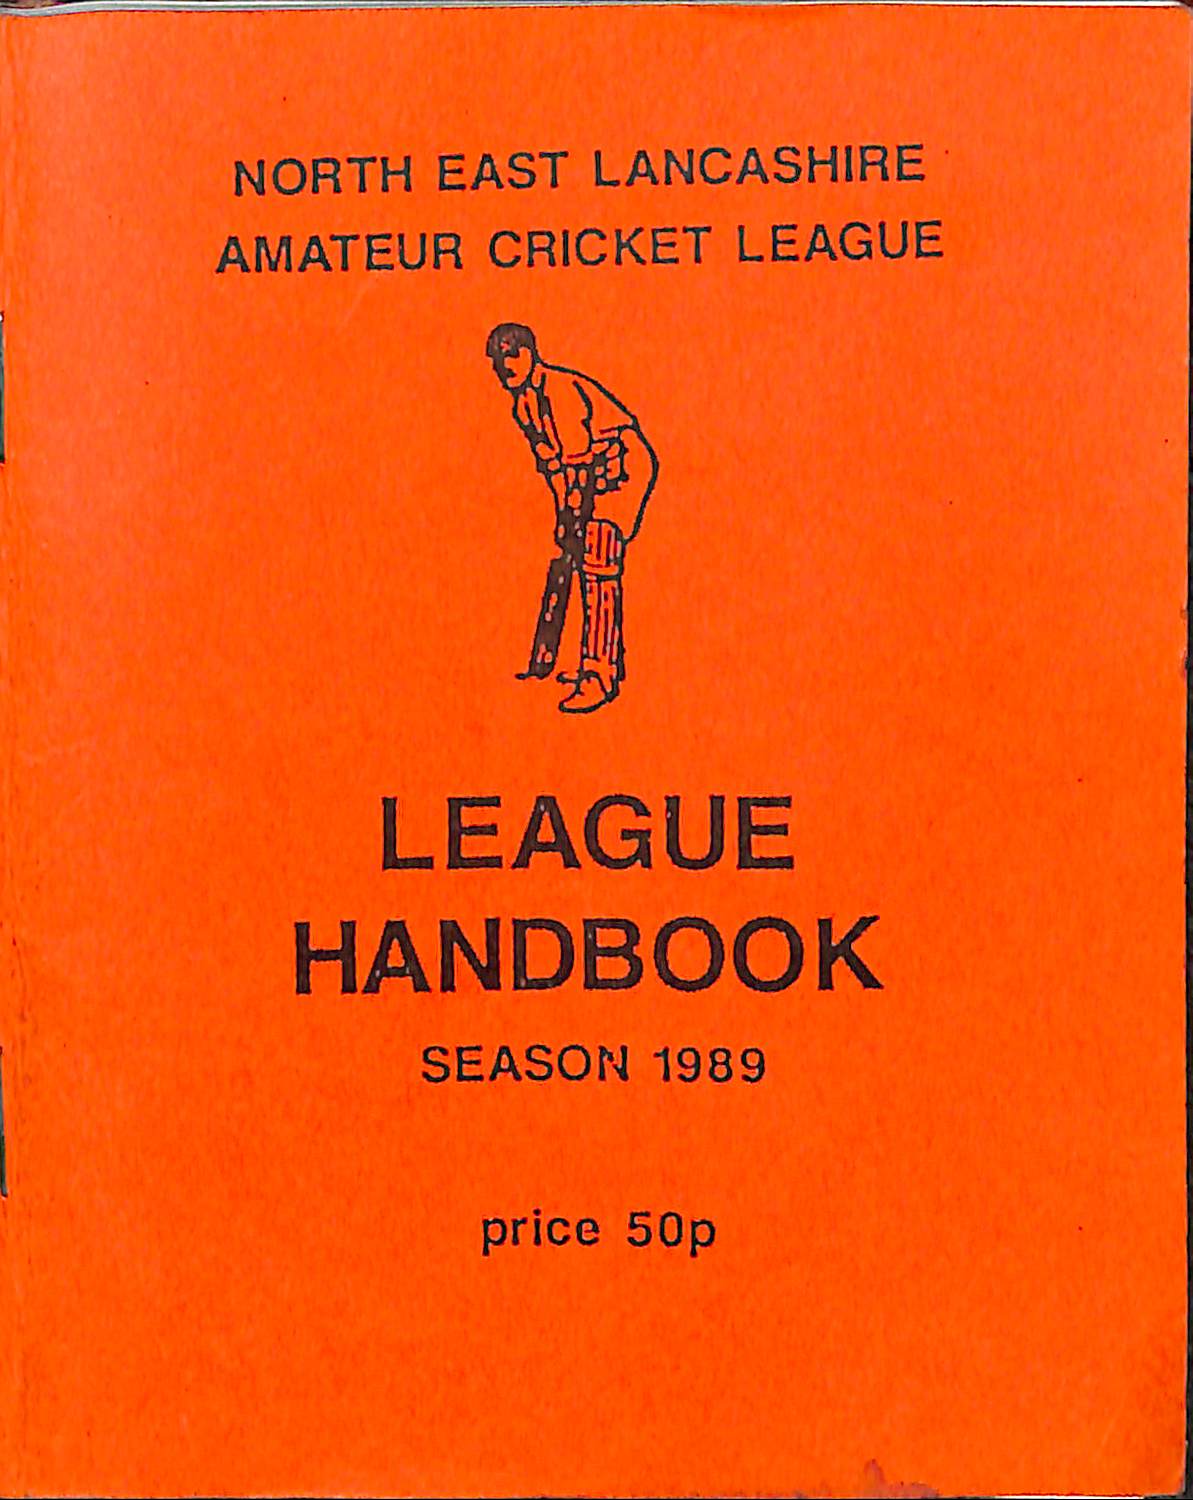 NORTH EAST LANCASHIRE
AMATEUR CRICKET LEAGUE
LEAGUE
HANDBOOK
SEASON 1989
price 50p